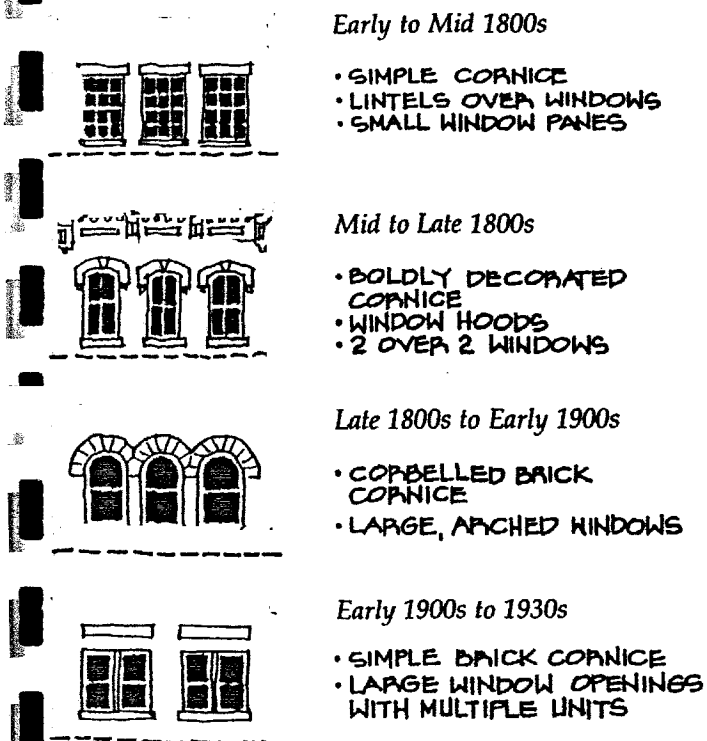 Early to Mid 1800s
• SIMPLE CORNICE
• LINTELS OVER WINDOWS
• SMALL WINDOW PANES
Mid to Late 1800s
• BOLDLY DECORATED
CORNICE
• WINDOW HOODS
• 2 OVER 2 WINDOWS
Late 1800s to Early 1900s
• CORBELLED BRICK
CORNICE
• LARGE, ARCHED WINDOWS
Early 1900s to 1930s
• SIMPLE BRICK CORNICE
• LARGE WINDOW OPENINGS
WITH MULTIPLE UNITS